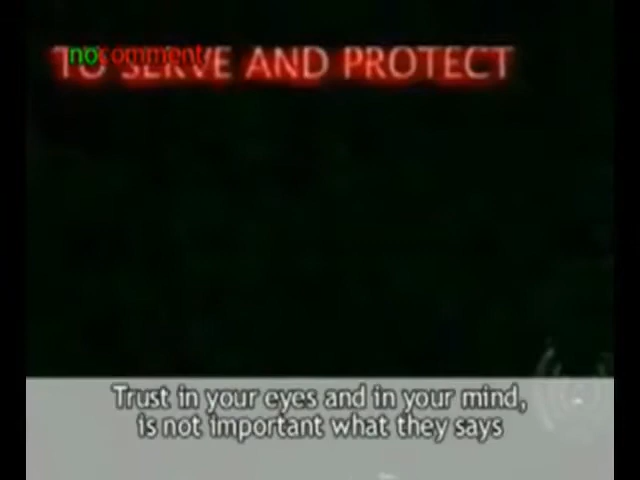 nocomment
TO SERVE AND PROTECT
Trust in your eyes and in your mind,
is not important what they says